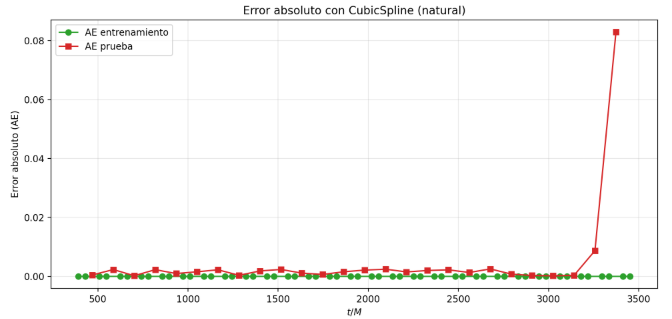 Error absoluto con CubicSpline (natural)
AE entrenamiento
AE prueba
Error absoluto (AE)
0.08
0.06
0.04
0.02
0.00
500 1000 1500 2000 2500 3000 3500
t/M